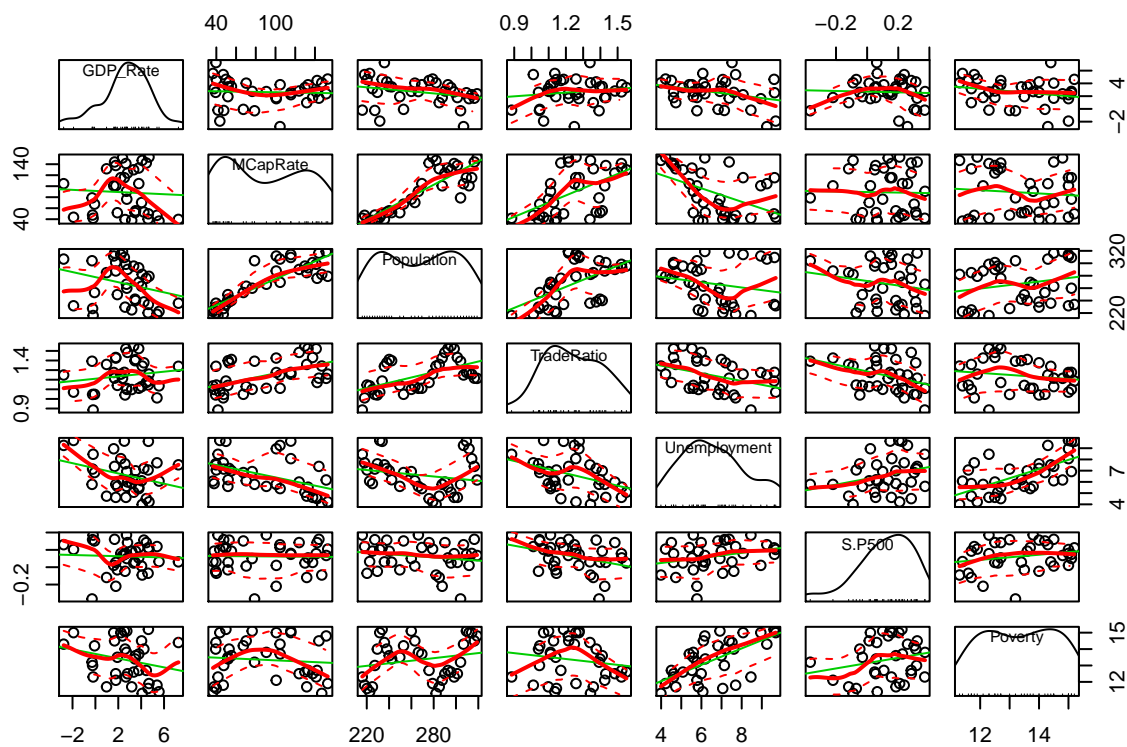 40 100 0.9 1.2 1.5 −0.2 0.2
GDP_Rate
−2 4
40 140
MCapRate
Population
220 320
0.9 1.4
TradeRatio
Unemployment
4 7
−0.2
S.P500
Poverty
12 15
−2 2 6 220 280 4 6 8 12 14